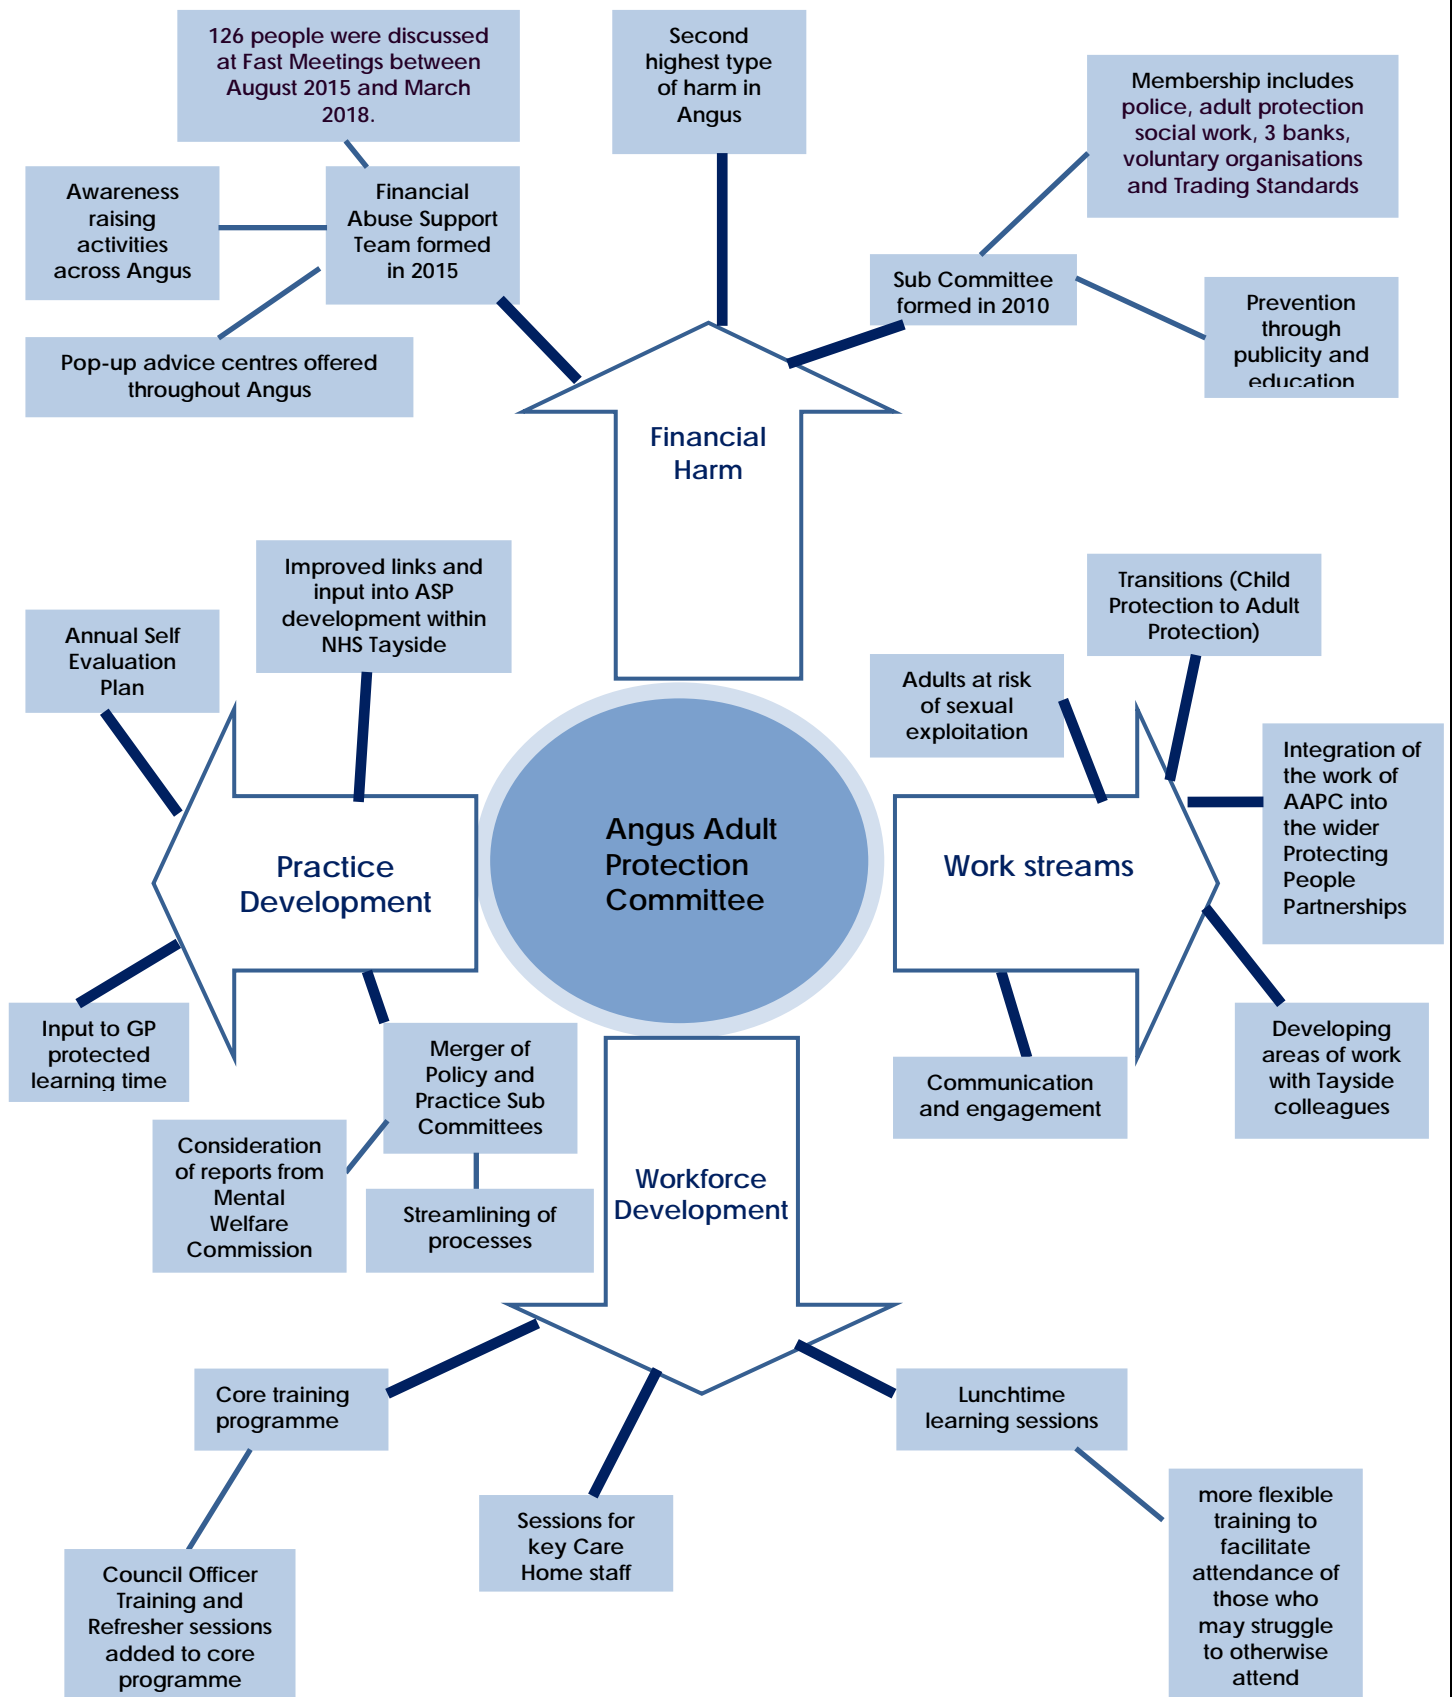 126 people were discussed
at Fast Meetings between
August 2015 and March
2018.
Second
highest type
of harm in
Angus
Membership includes
police, adult protection
social work, 3 banks,
voluntary organisations
and Trading Standards
Awareness
raising
activities
across Angus
Financial
Abuse Support
Team formed
in 2015
Sub Committee
formed in 2010
Prevention
through
publicity and
education
Pop-up advice centres offered
throughout Angus
Financial
Harm
Improved links and
input into ASP
development within
NHS Tayside
Annual Self
Evaluation
Plan
Transitions (Child
Protection to Adult
Protection)
Adults at risk
of sexual
exploitation
Integration of
the work of
AAPC into
the wider
Protecting
People
Partnerships
Practice
Development
Angus Adult
Protection
Committee
Work streams
Input to GP
protected
learning time
Merger of
Policy and
Practice Sub
Committees
Communication
and engagement
Developing
areas of work
with Tayside
colleagues
Consideration
of reports from
Mental
Welfare
Commission
Streamlining of
processes
Workforce
Development
Core training
programme
Lunchtime
learning sessions
Sessions for
key Care
Home staff
Council Officer
Training and
Refresher sessions
added to core
programme
more flexible
training to
facilitate
attendance of
those who
may struggle
to otherwise
attend